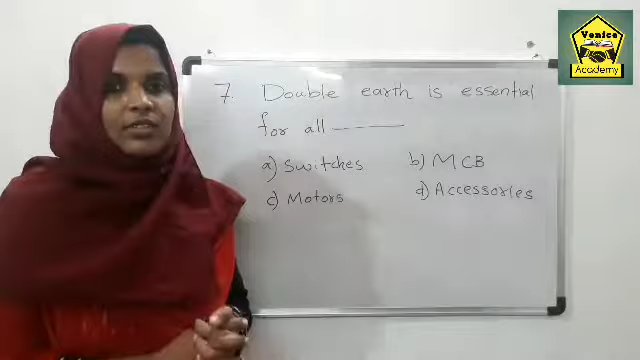 Venice
Academy
7. Double earth is essential
for all
a) Switches b) MCB
c) Motors d) Accessories